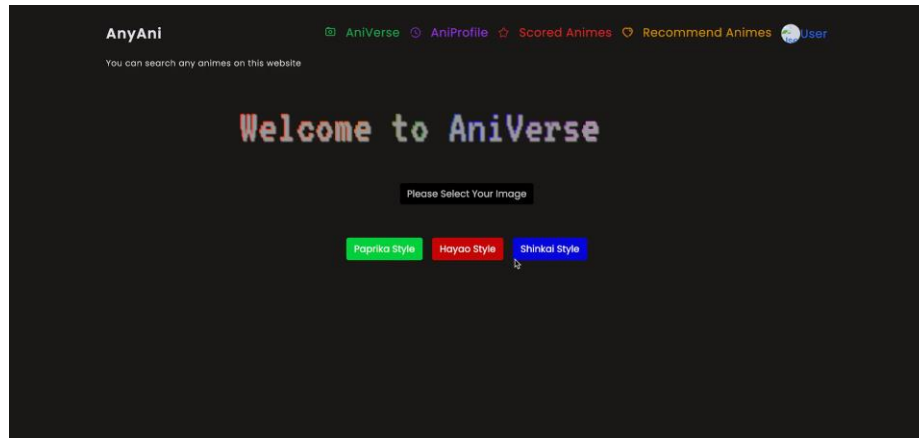 AnyAni
AniVerse AniProfile Scored Animes Recommend Animes User
You can search any animes on this website
Welcome to AniVerse
Please Select Your Image
Paprika Style Hayao Style Shinkai Style